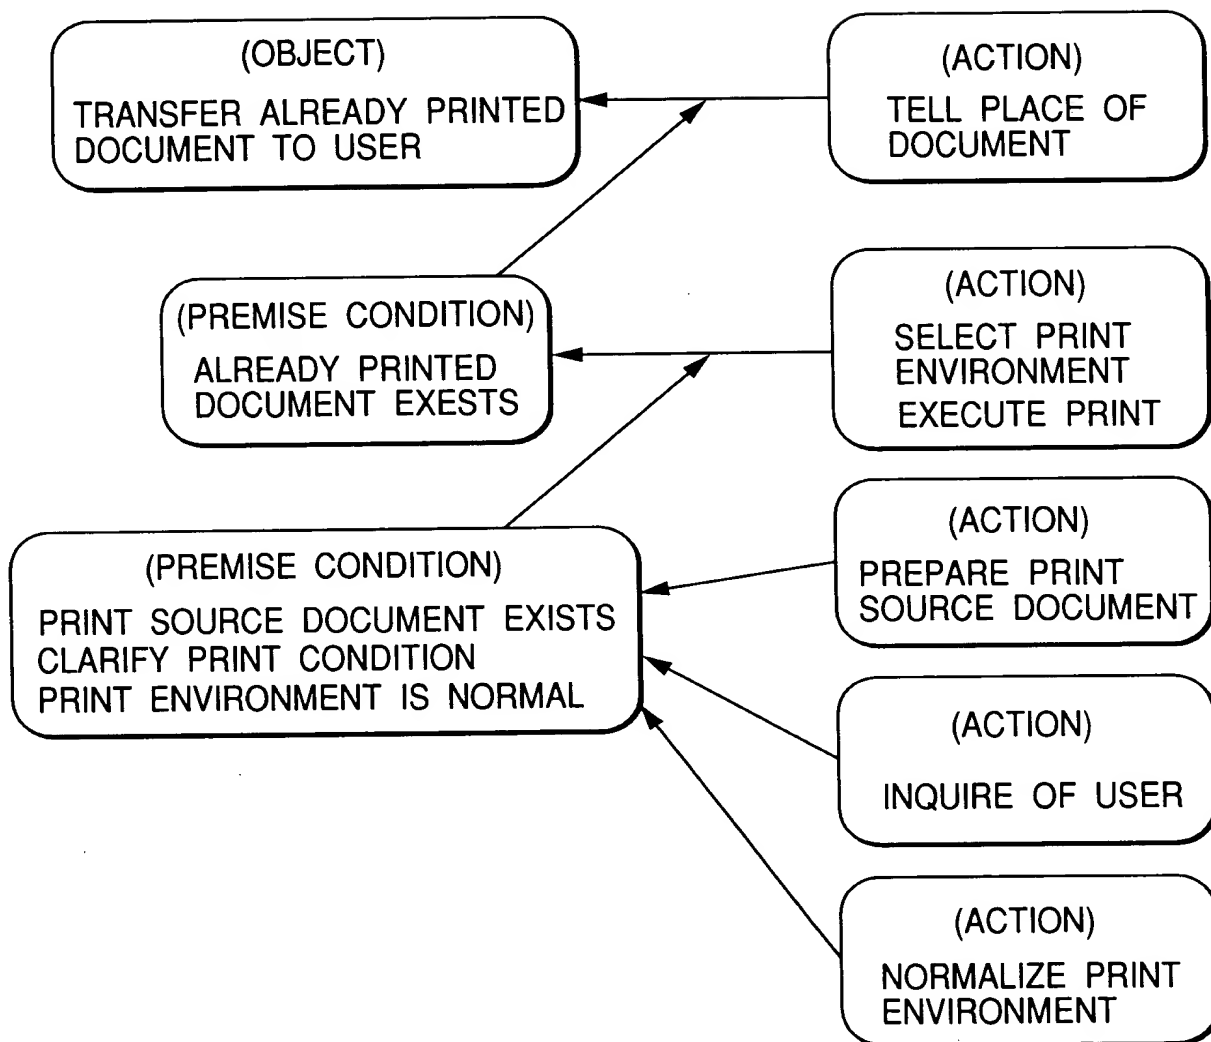 (OBJECT)
TRANSFER ALREADY PRINTED
DOCUMENT TO USER
(ACTION)
TELL PLACE OF
DOCUMENT
(PREMISE CONDITION)
ALREADY PRINTED
DOCUMENT EXESTS
(ACTION)
SELECT PRINT
ENVIRONMENT
EXECUTE PRINT
(PREMISE CONDITION)
PRINT SOURCE DOCUMENT EXISTS
CLARIFY PRINT CONDITION
PRINT ENVIRONMENT IS NORMAL
(ACTION)
PREPARE PRINT
SOURCE DOCUMENT
(ACTION)
INQUIRE OF USER
(ACTION)
NORMALIZE PRINT
ENVIRONMENT